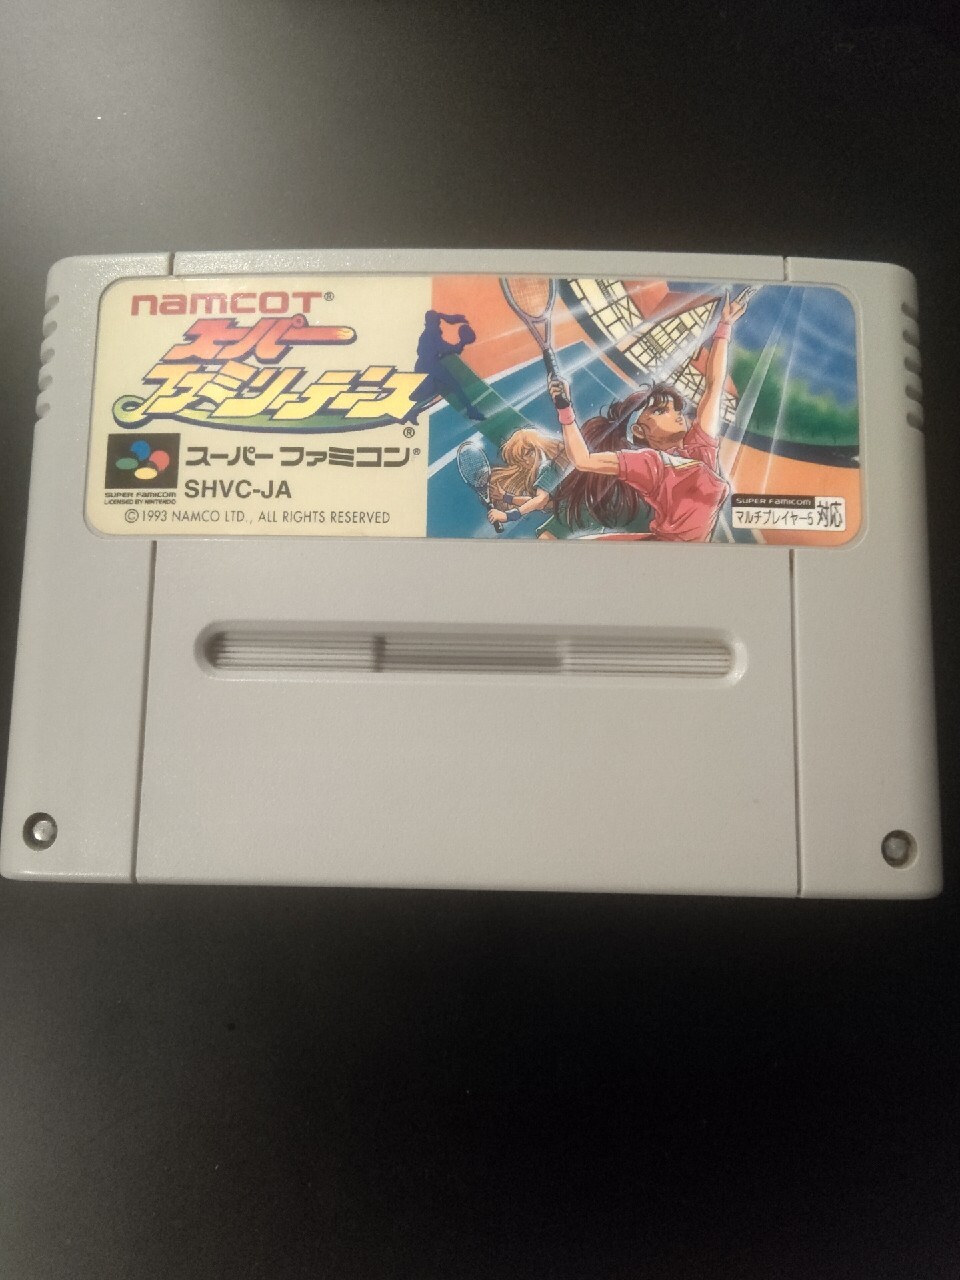 namcot®
スーパー
ファミリーテニス®
スーパーファミコン®
SHVC-JA
SUPER FAMICOM
LICENSED BY NINTENDO
©1993 NAMCO LTD., ALL RIGHTS RESERVED
SUPER FAMICOM
マルチプレイヤー5対応